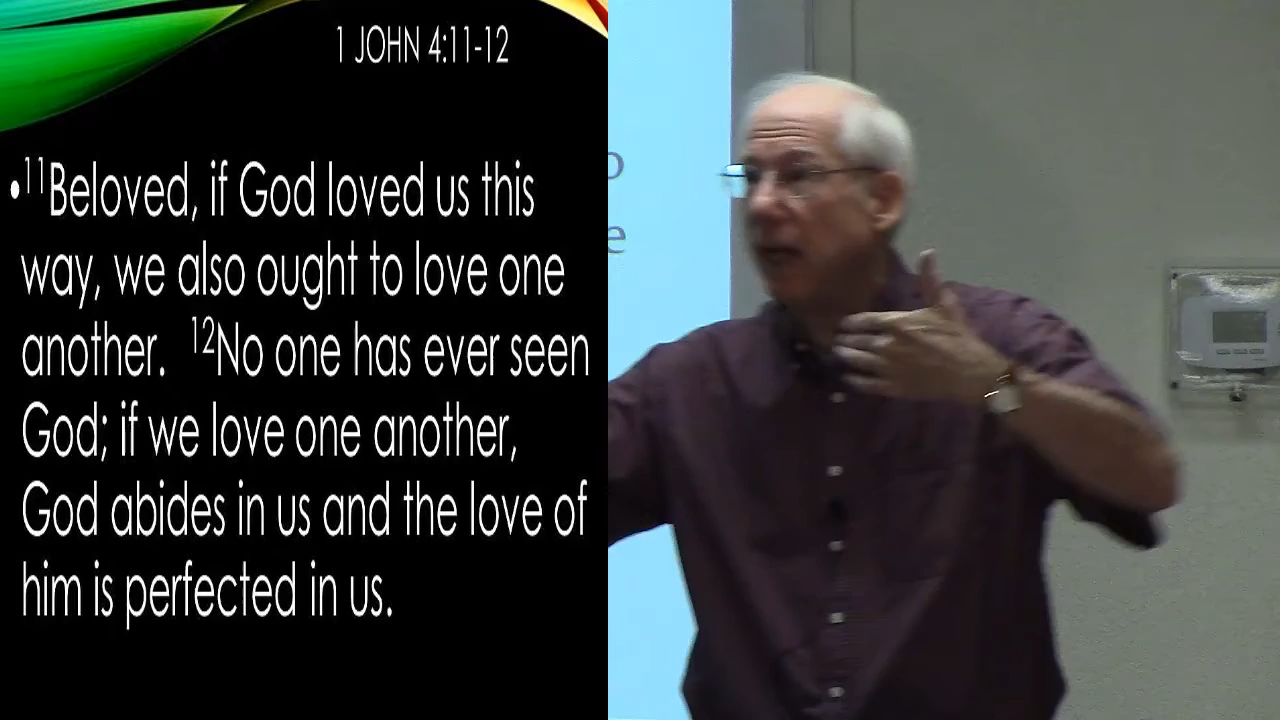 1 JOHN 4:11-12
•¹¹Beloved, if God loved us this
way, we also ought to love one
another. ¹²No one has ever seen
God; if we love one another,
God abides in us and the love of
him is perfected in us.
o
e